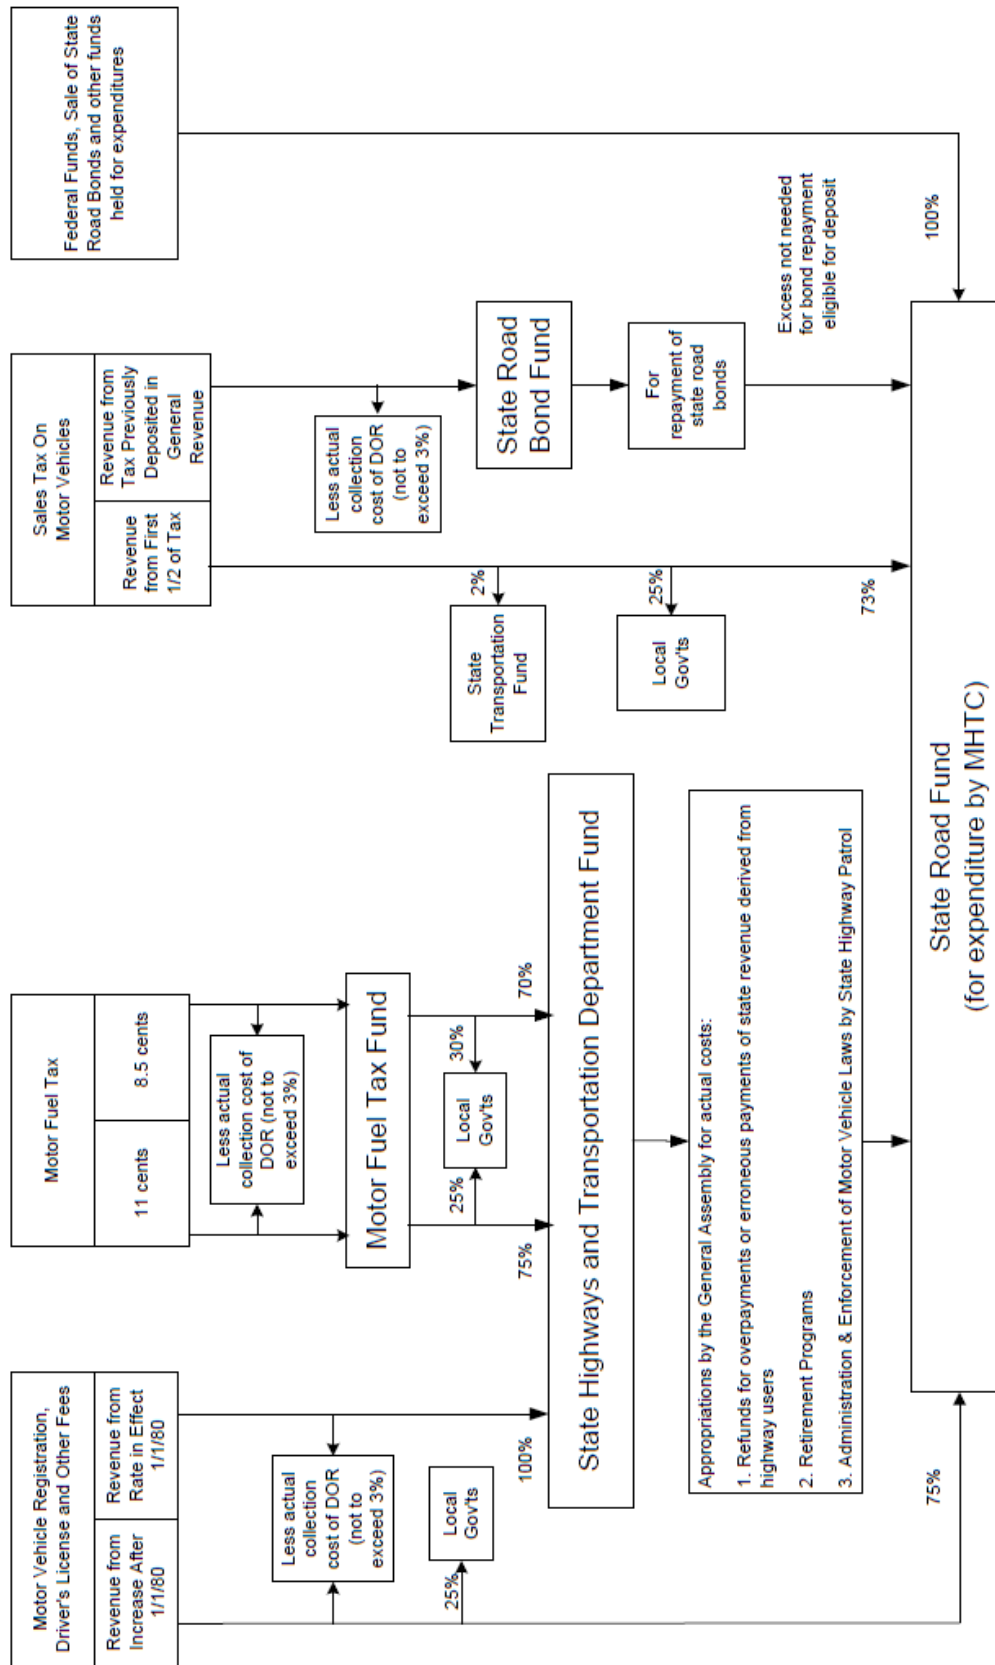 Motor Vehicle Registration,
Driver's License and Other Fees
Revenue from
Increase After
1/1/80
Revenue from
Rate in Effect
1/1/80
Less actual
collection
cost of DOR
(not to
exceed 3%)
25%
Local
Gov'ts
100%
Motor Fuel Tax
11 cents
8.5 cents
Less actual
collection cost of
DOR (not to
exceed 3%)
Motor Fuel Tax Fund
25%
Local
Gov'ts
30%
75%
70%
State Highways and Transportation Department Fund
Appropriations by the General Assembly for actual costs:
1. Refunds for overpayments or erroneous payments of state revenue derived from
highway users
2. Retirement Programs
3. Administration & Enforcement of Motor Vehicle Laws by State Highway Patrol
75%
Sales Tax On
Motor Vehicles
Revenue
from First
1/2 of Tax
Revenue from
Tax Previously
Deposited in
General
Revenue
Less actual
collection
cost of DOR
(not to
exceed 3%)
State
Transportation
Fund
2%
Local
Gov'ts
25%
73%
State Road
Bond Fund
For
repayment of
state road
bonds
Excess not needed
for bond repayment
eligible for deposit
Federal Funds, Sale of State
Road Bonds and other funds
held for expenditures
100%
State Road Fund
(for expenditure by MHTC)